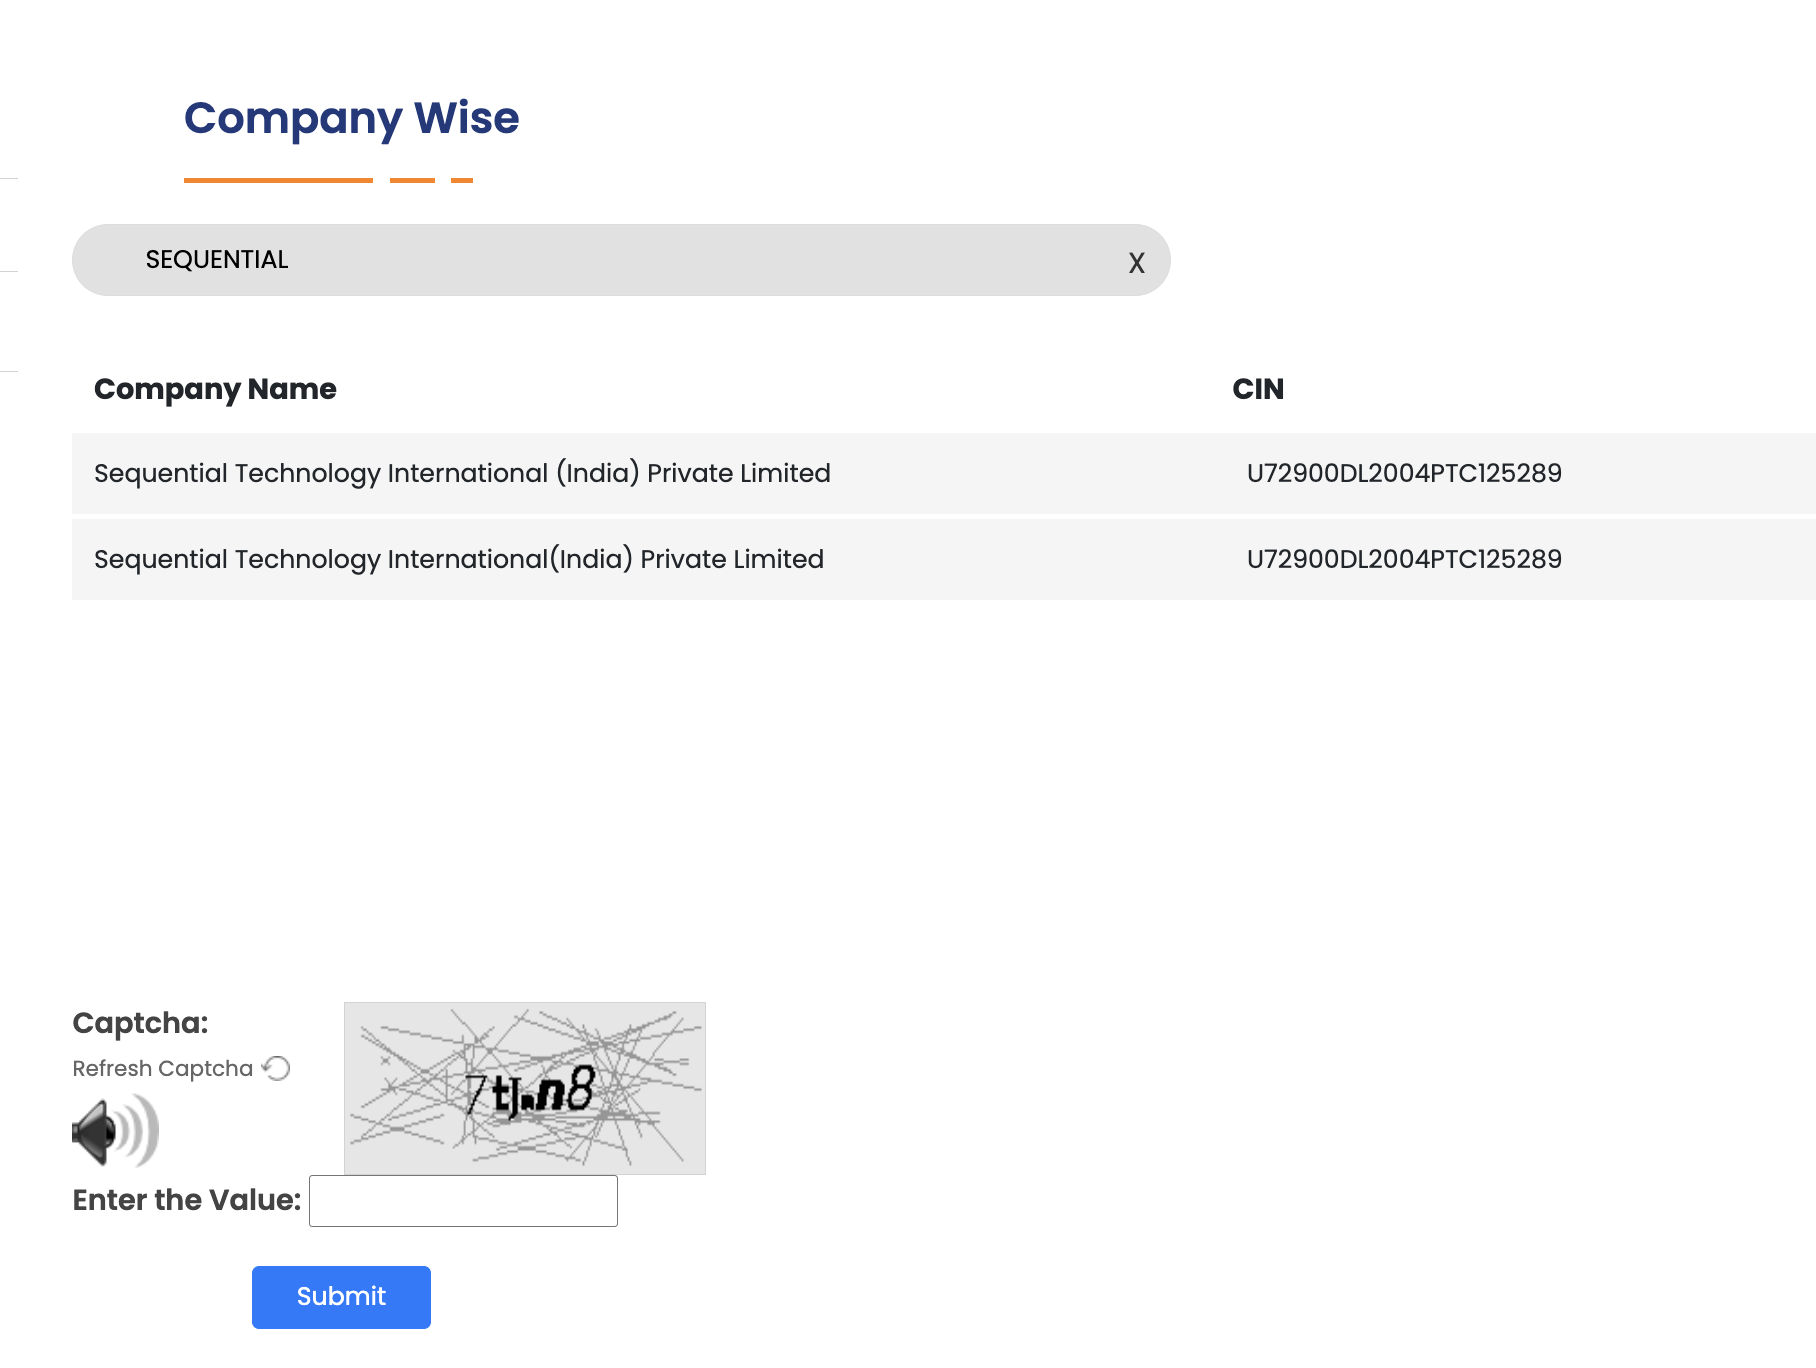 Company Wise
SEQUENTIAL X
Company Name CIN
Sequential Technology International (India) Private Limited U72900DL2004PTC125289
Sequential Technology International(India) Private Limited U72900DL2004PTC125289
Captcha:
Refresh Captcha
Enter the Value:
Submit